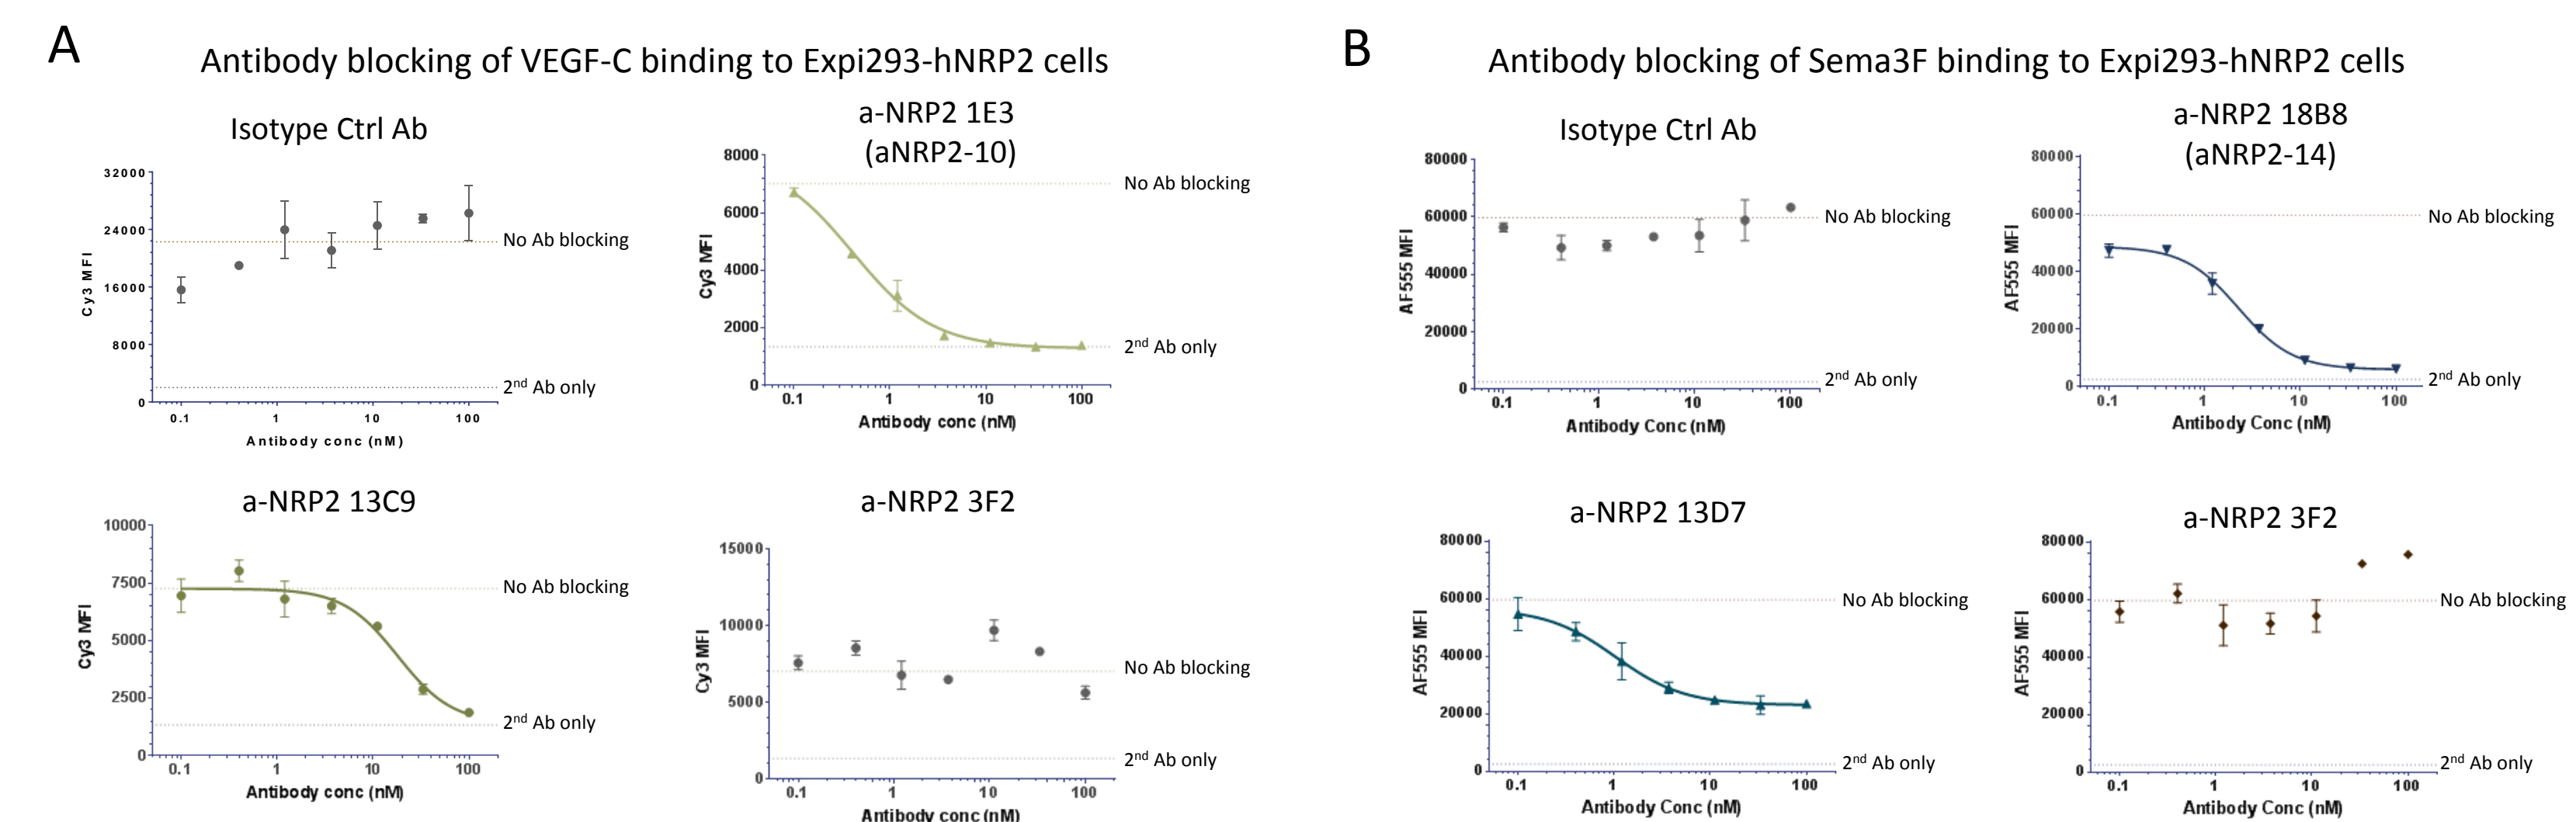 A
Antibody blocking of VEGF-C binding to Expi293-hNRP2 cells
Isotype Ctrl Ab
32000
24000
16000
8000
0
Cy3 MFI
No Ab blocking
2nd Ab only
0.1
1
10
100
Antibody conc (nM)
a-NRP2 1E3
(aNRP2-10)
8000
6000
4000
2000
0
Cy3 MFI
No Ab blocking
2nd Ab only
0.1
1
10
100
Antibody conc (nM)
a-NRP2 13C9
10000
7500
5000
2500
0
Cy3 MFI
No Ab blocking
2nd Ab only
0.1
1
10
100
Antibody conc (nM)
a-NRP2 3F2
15000
10000
5000
0
Cy3 MFI
No Ab blocking
2nd Ab only
0.1
1
10
100
Antibody conc (nM)
B
Antibody blocking of Sema3F binding to Expi293-hNRP2 cells
Isotype Ctrl Ab
80000
60000
40000
20000
0
AF555 MFI
No Ab blocking
2nd Ab only
0.1
1
10
100
Antibody Conc (nM)
a-NRP2 18B8
(aNRP2-14)
80000
60000
40000
20000
0
AF555 MFI
No Ab blocking
2nd Ab only
0.1
1
10
100
Antibody Conc (nM)
a-NRP2 13D7
80000
60000
40000
20000
0
AF555 MFI
No Ab blocking
2nd Ab only
0.1
1
10
100
Antibody Conc (nM)
a-NRP2 3F2
80000
60000
40000
20000
0
AF555 MFI
No Ab blocking
2nd Ab only
0.1
1
10
100
Antibody Conc (nM)